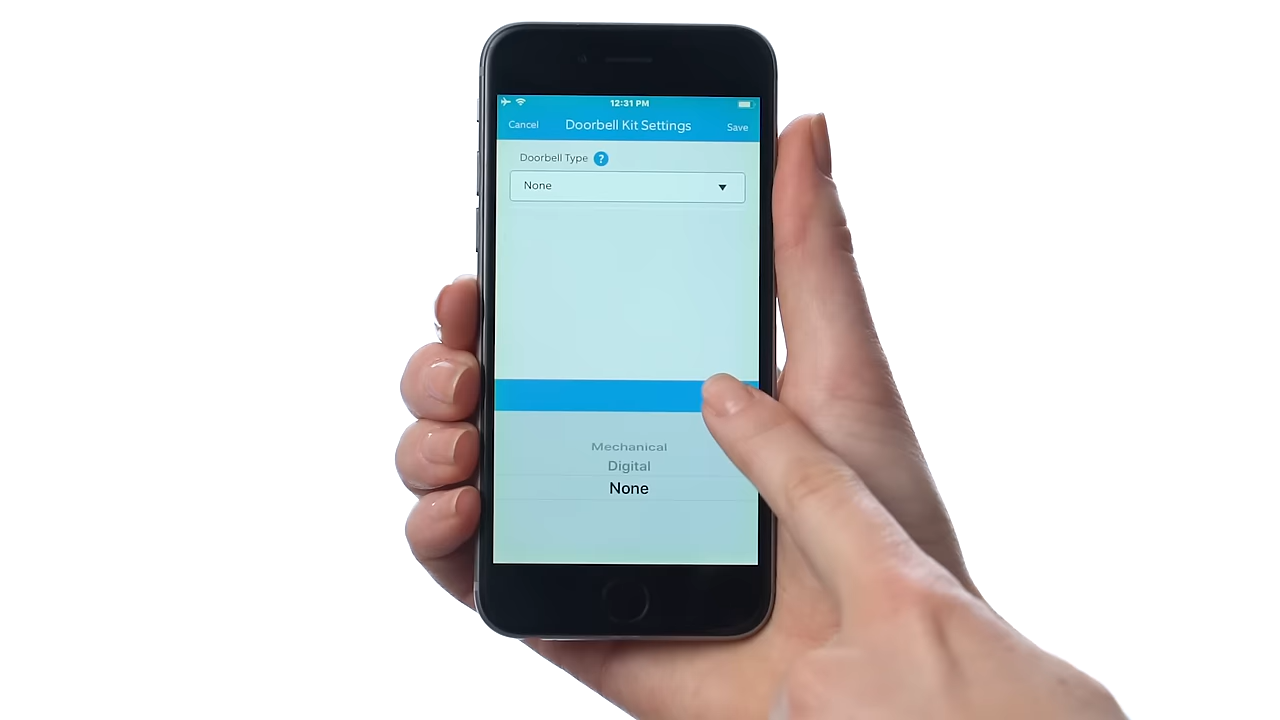 12:31 PM
Cancel Doorbell Kit Settings Save
Doorbell Type ?
None
Mechanical
Digital
None